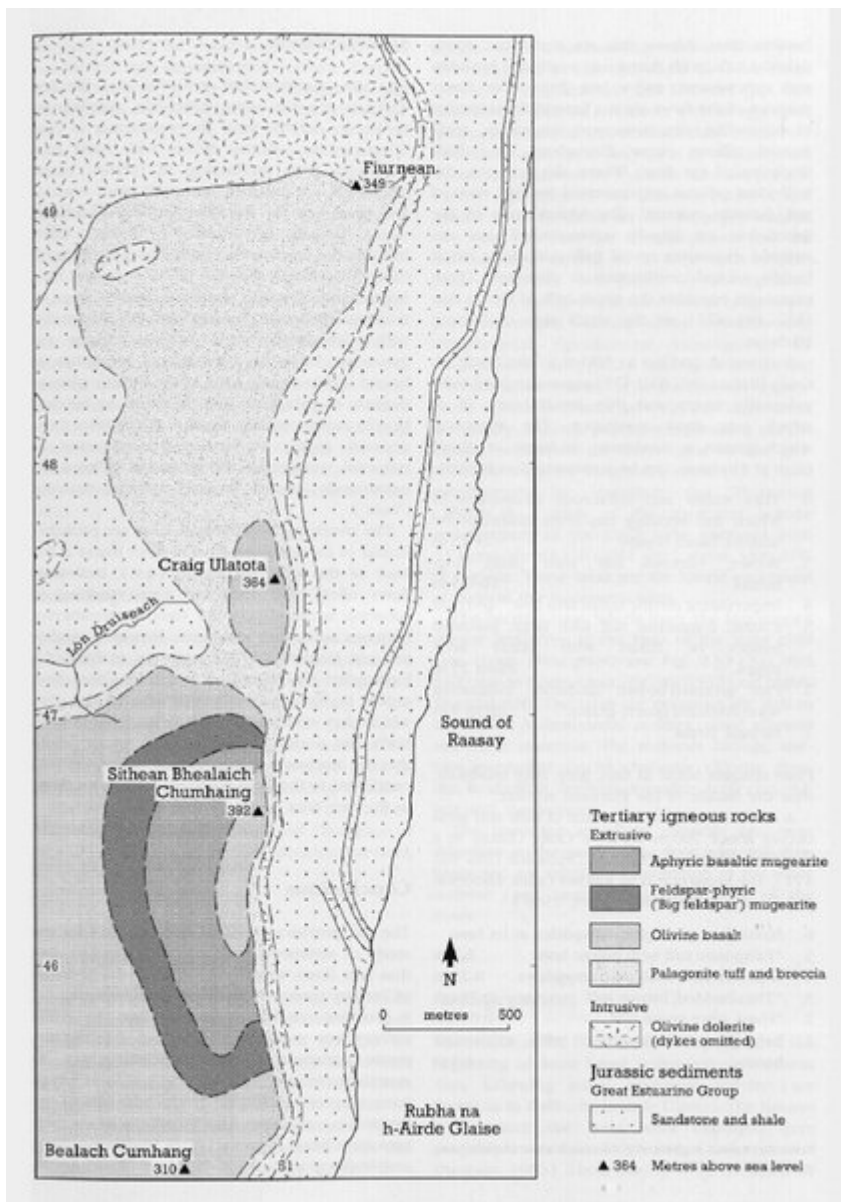 Fiurnean
349
49
48
Craig Ulatota
364
Lòn Druiseach
47
Sound of
Raasay
Sithean Bhealaich
Chumhaing
392
46
N
0 metres 500
Rubha na
h-Airde Glaise
Bealach Cumhang
310
51
Tertiary igneous rocks
Extrusive
Aphyric basaltic mugearite
Feldspar-phyric
('Big feldspar') mugearite
Olivine basalt
Palagonite tuff and breccia
Intrusive
Olivine dolerite
(dykes omitted)
Jurassic sediments
Great Estuarine Group
Sandstone and shale
364 Metres above sea level